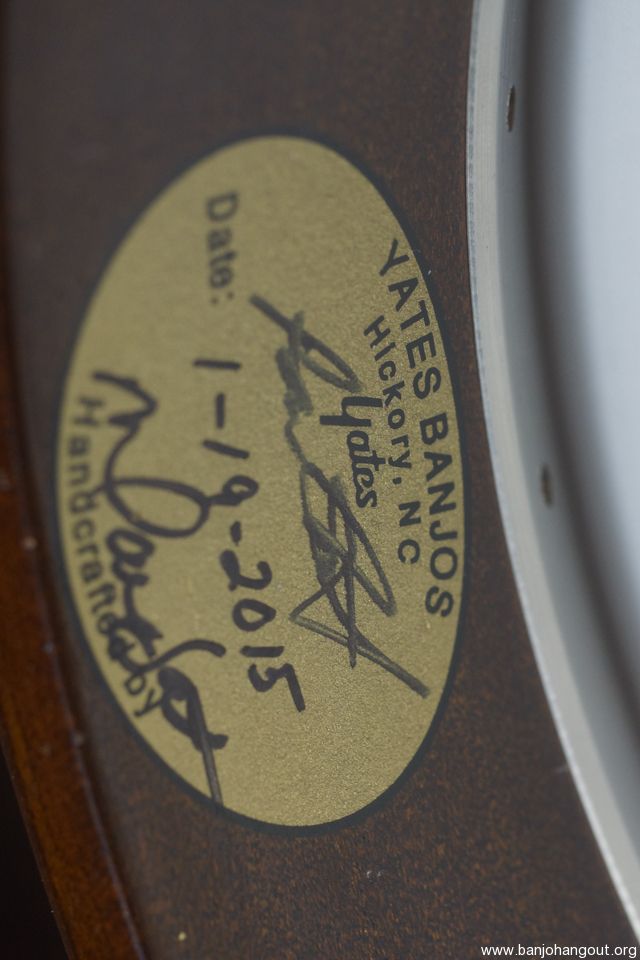 YATES BANJOS
Hickory, NC
Yates
Date: 1-19-2015
Handcrafted by
www.banjohangout.org